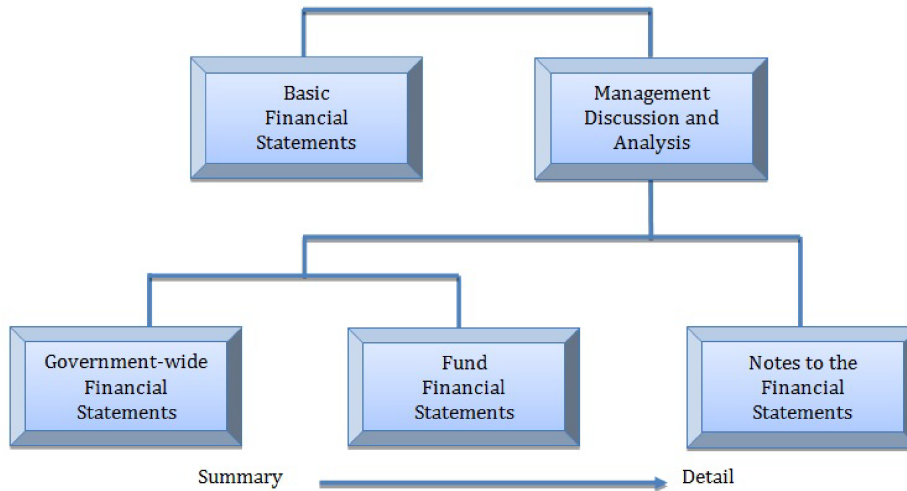 Basic
Financial
Statements
Management
Discussion and
Analysis
Government-wide
Financial
Statements
Fund
Financial
Statements
Notes to the
Financial
Statements
Summary
Detail